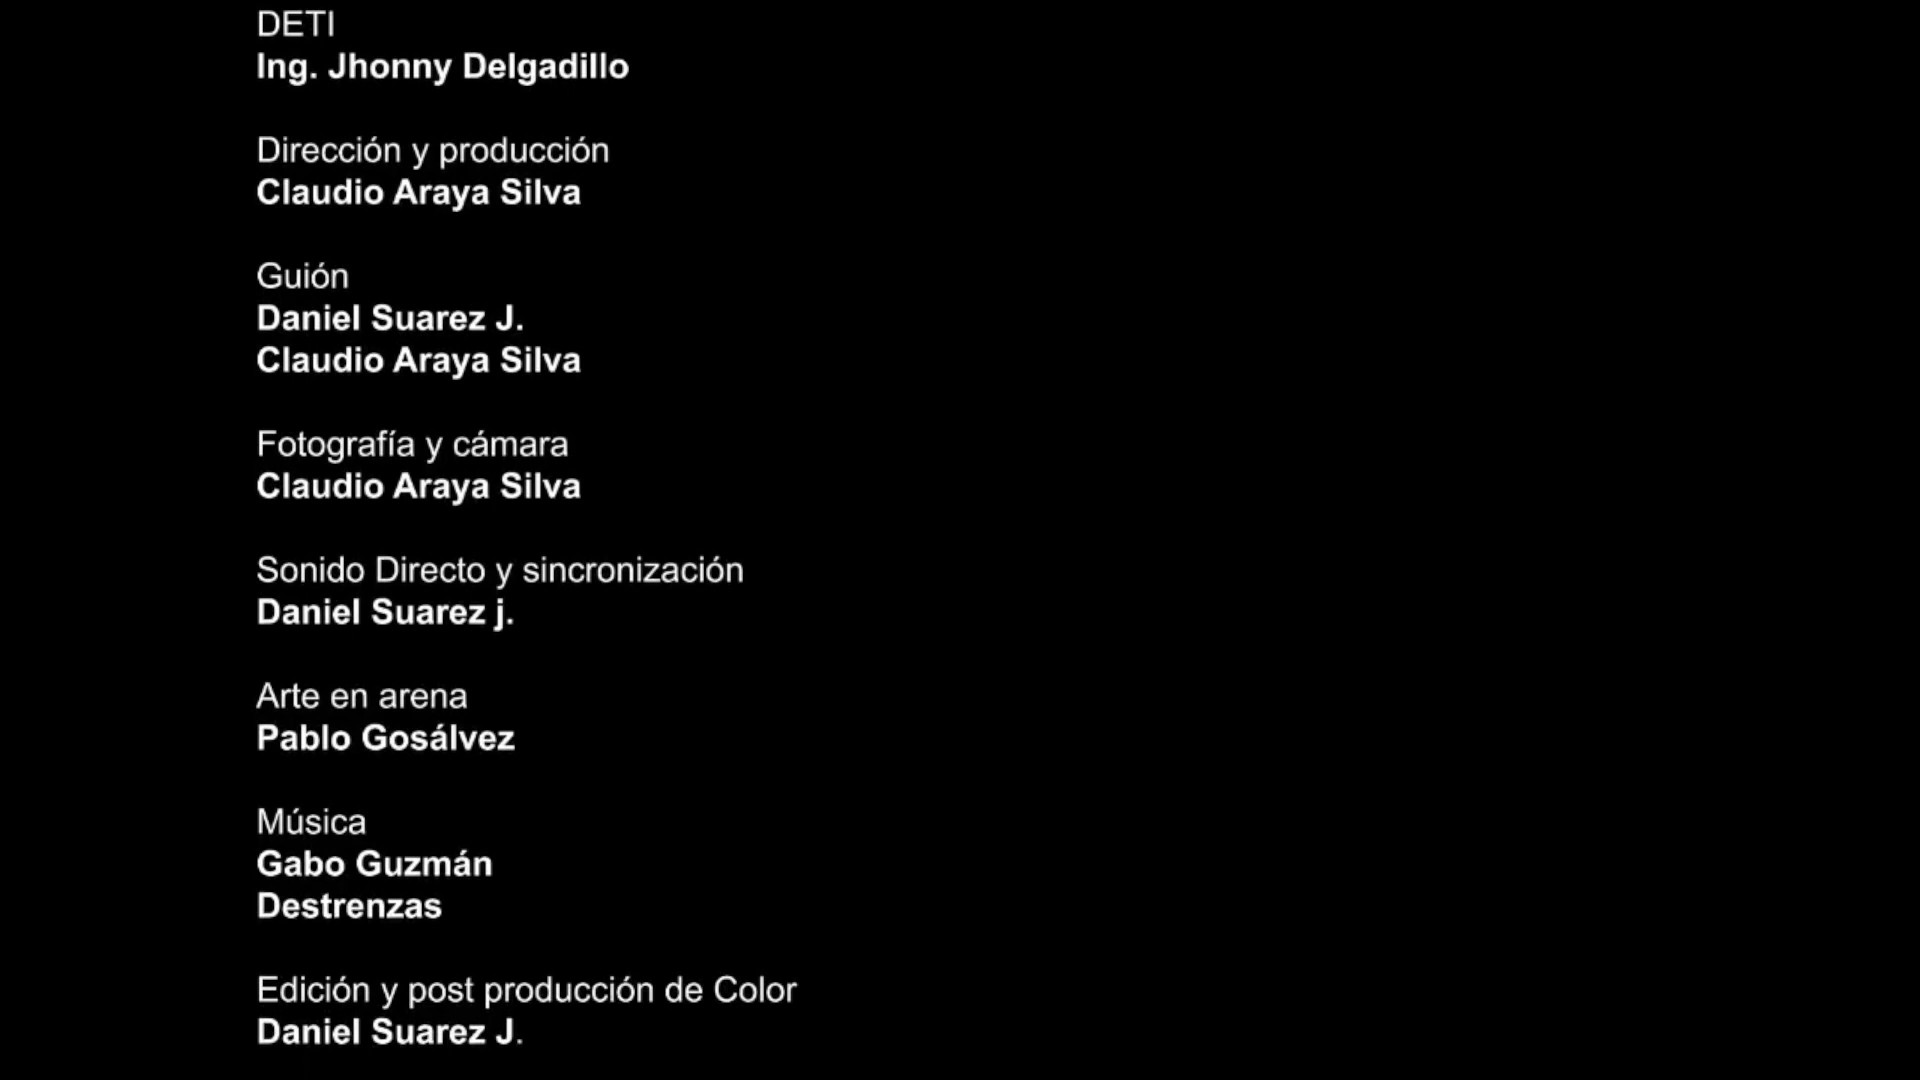 DETI
Ing. Jhonny Delgadillo
Dirección y producción
Claudio Araya Silva
Guión
Daniel Suarez J.
Claudio Araya Silva
Fotografía y cámara
Claudio Araya Silva
Sonido Directo y sincronización
Daniel Suarez j.
Arte en arena
Pablo Gosálvez
Música
Gabo Guzmán
Destrenzas
Edición y post producción de Color
Daniel Suarez J.